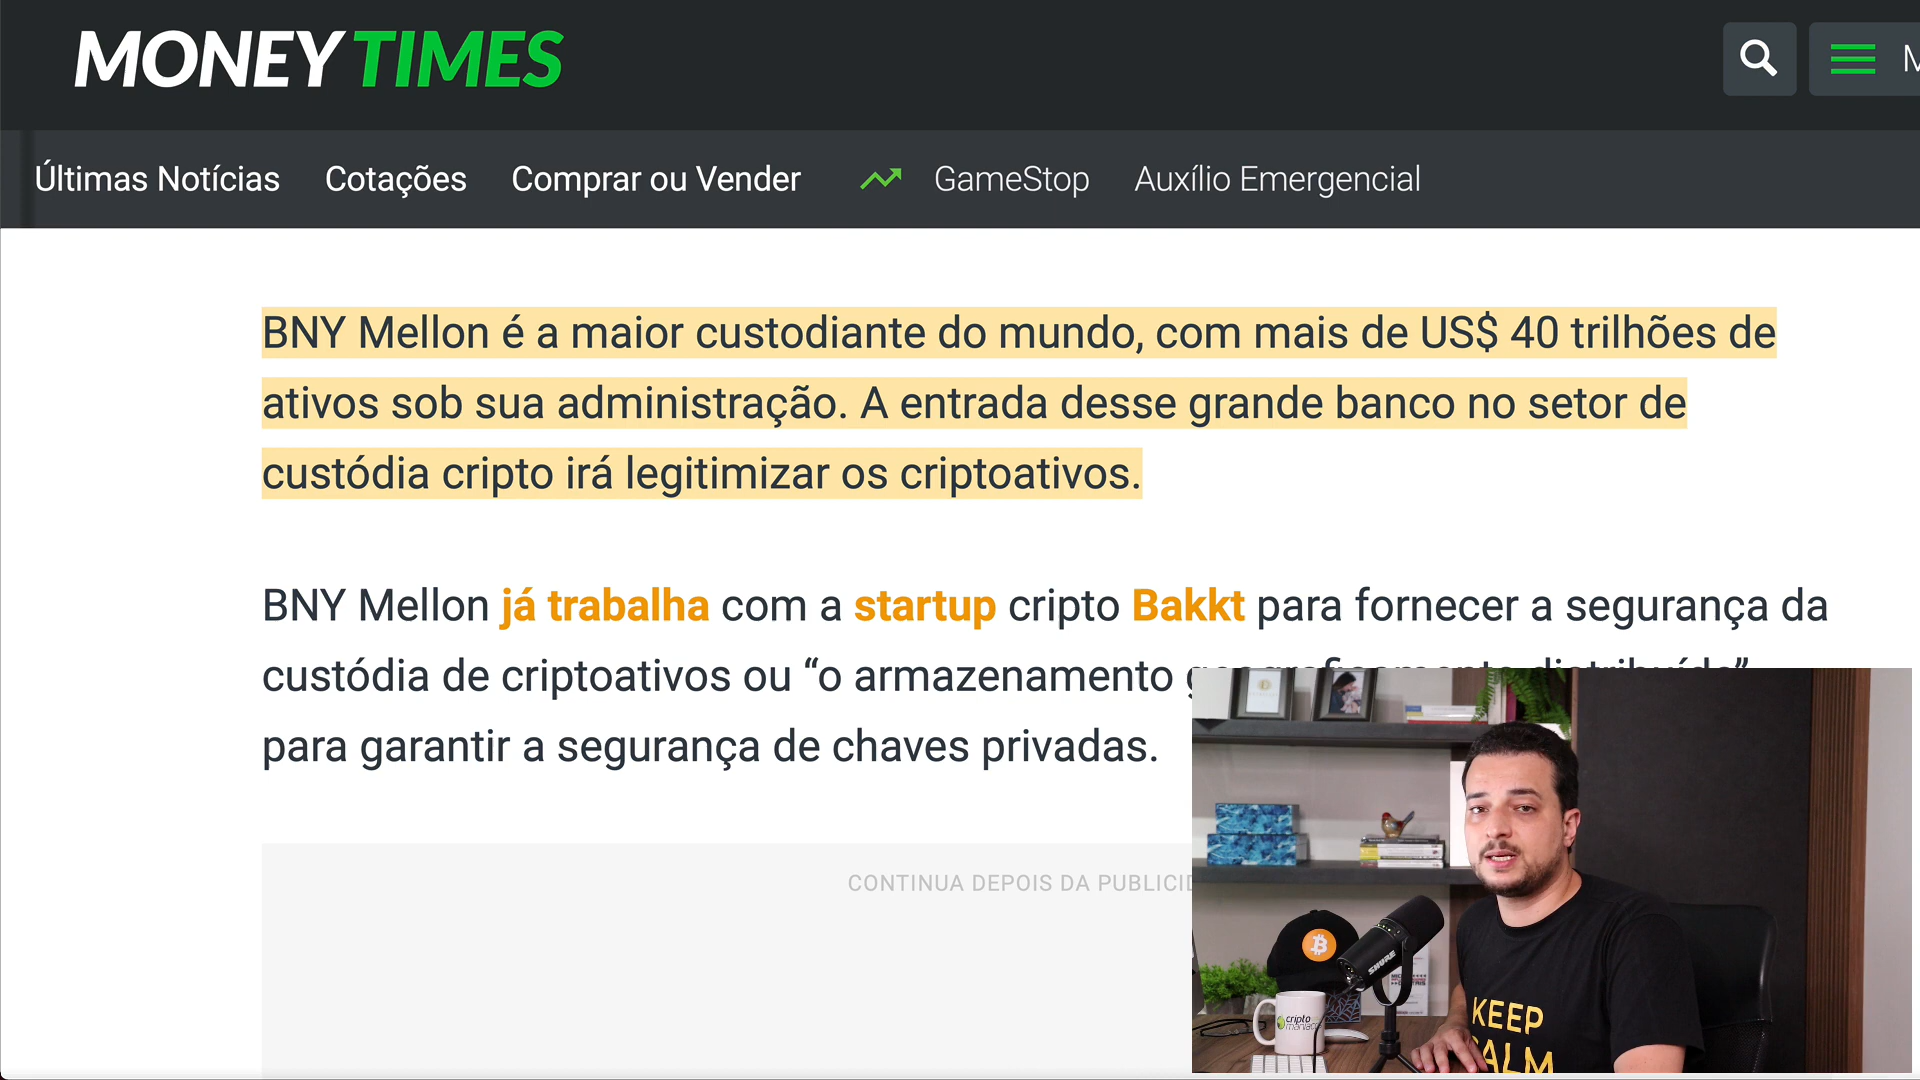 MONEY TIMES
Últimas Notícias Cotações Comprar ou Vender GameStop Auxílio Emergencial
BNY Mellon é a maior custodiante do mundo, com mais de US$ 40 trilhões de
ativos sob sua administração. A entrada desse grande banco no setor de
custódia cripto irá legitimizar os criptoativos.
BNY Mellon já trabalha com a startup cripto Bakkt para fornecer a segurança da
custódia de criptoativos ou “o armazenamento
para garantir a segurança de chaves privadas.
CONTINUA DEPOIS DA
SHURE
cripto
KEEP